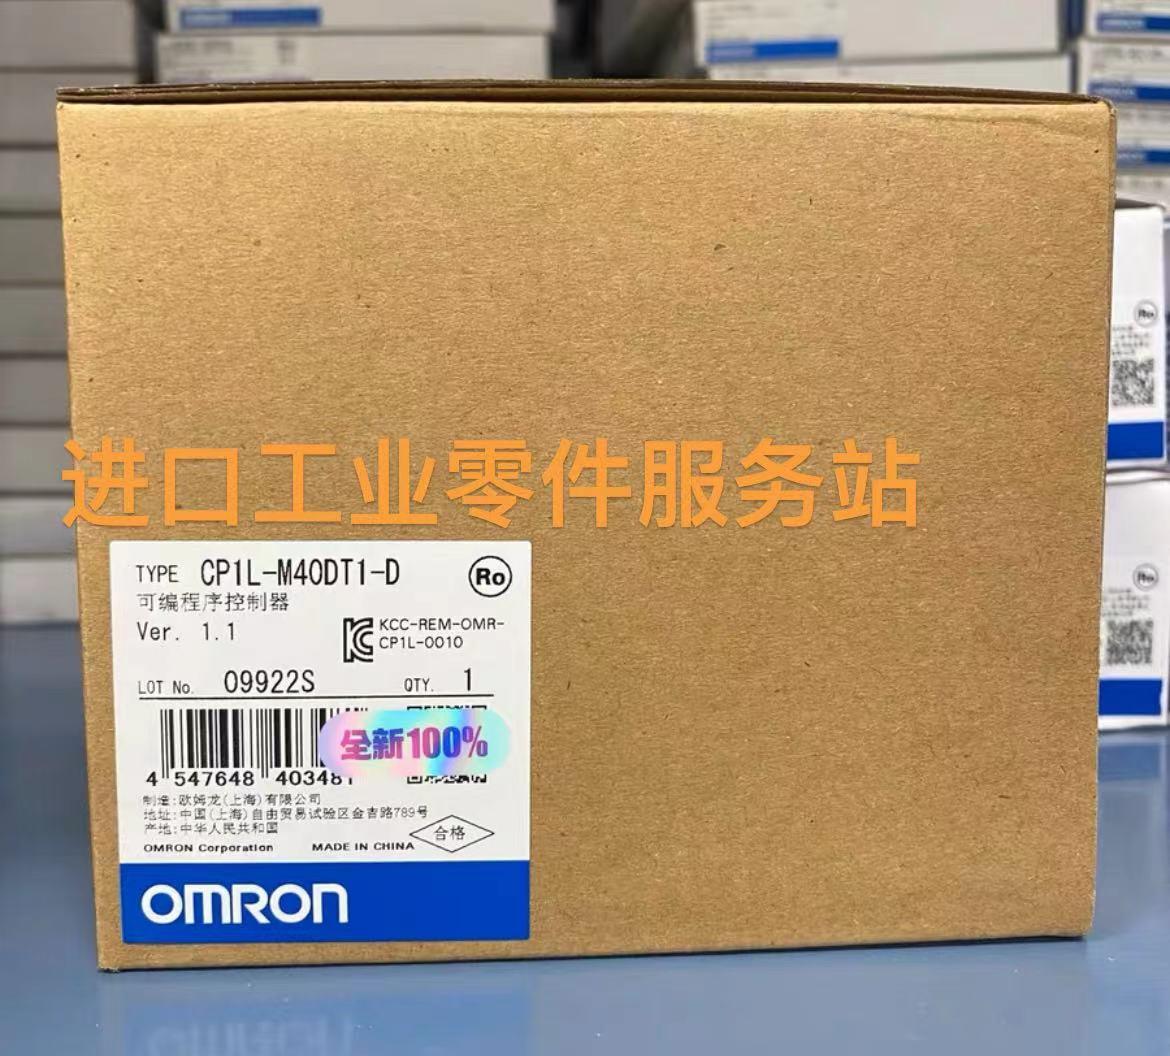 OMRON
进口工业零件服务站
TYPE CP1L-M40DT1-D
Ro
可编程序控制器
Ver. 1.1
KCC-REM-OMR-
CP1L-0010
LOT No. 09922S QTY. 1
全新100%
4 547648 403481
制造:欧姆龙(上海)有限公司
地址:中国(上海)自由贸易试验区金吉路789号
产地:中华人民共和国
合格
OMRON Corporation MADE IN CHINA
OMRON